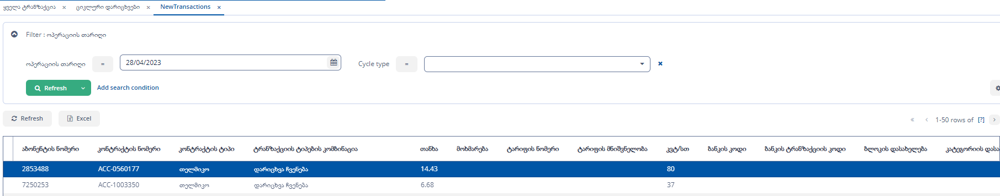 ყველა ტრანზაქცია × ციკლური დარიცხვები × NewTransactions ×
Filter : ოპერაციის თარიღი
ოპერაციის თარიღი = 28/04/2023 Cycle type =
Refresh Add search condition
Refresh Excel « ‹ 1-50 rows of [?] ›
აბონენტის ნომერი კონტრაქტის ნომერი კონტრაქტის ტიპი ტრანზაქციის ტიპების კომბინაცია თანხა მოხმარება ტარიფის ნომერი ტარიფის მნიშვნელობა კვტ/სთ ბანკის კოდი ბანკის ტრანზაქციის კოდი ბლოკის დასახელება კატეგორიის დასა
2853488 ACC-0560177 თელმიკო დარიცხვა ჩვენება 14.43 80
7250253 ACC-1003350 თელმიკო დარიცხვა ჩვენება 6.68 37